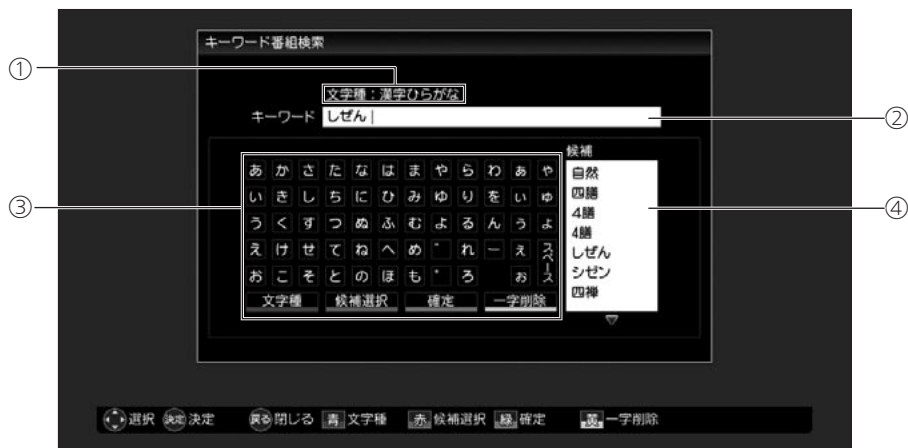 キーワード番組検索
①
文字種：漢字ひらがな
キーワード しぜん
②
候補
あ か さ た な は ま や ら わ ぁ ゃ
い き し ち に ひ み ゆ り を ぃ ゅ
う く す つ ぬ ふ む よ る ん ぅ ょ
え け せ て ね へ め ゛ れ ー ぇ スペース
お こ そ と の ほ も ゜ ろ ぉ
文字種 候補選択 確定 一字削除
③
自然
四膳
４膳
4膳
しぜん
シゼン
四禅
④
選択 決定 決定 戻る 閉じる 青 文字種 赤 候補選択 緑 確定 黄 一字削除